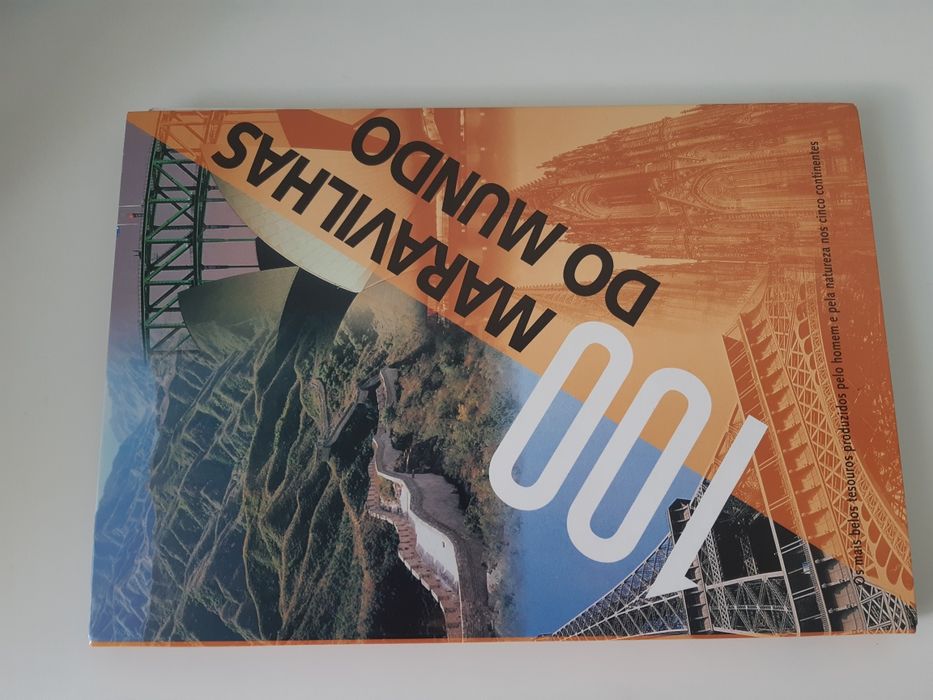 100
MARAVILHAS
DO MUNDO
Os mais belos tesouros produzidos pelo homem e pela natureza nos cinco continentes